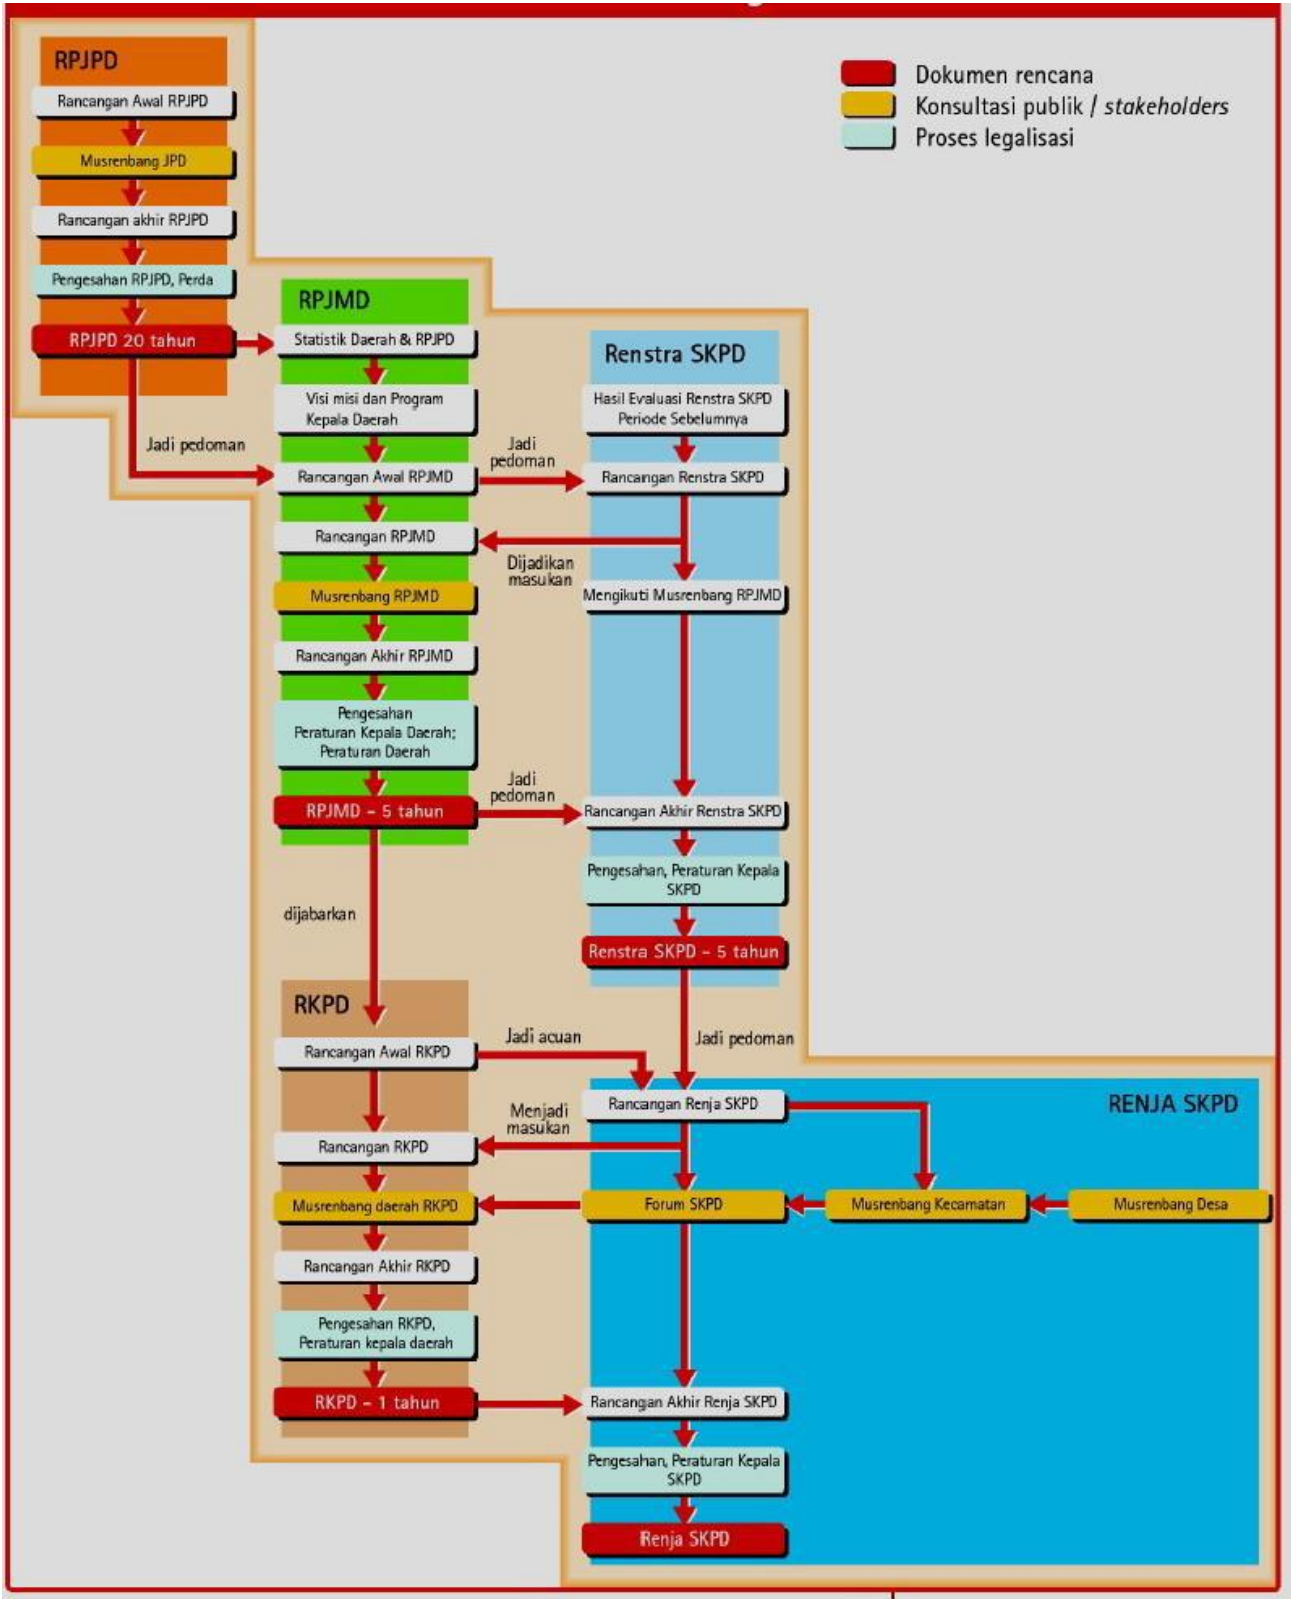 RPJPD
Rancangan Awal RPJPD
Musrenbang JPD
Rancangan akhir RPJPD
Pengesahan RPJPD, Perda
RPJPD 20 tahun
Dokumen rencana
Konsultasi publik / stakeholders
Proses legalisasi
Jadi pedoman
RPJMD
Statistik Daerah & RPJPD
Visi misi dan Program
Kepala Daerah
Rancangan Awal RPJMD
Rancangan RPJMD
Musrenbang RPJMD
Rancangan Akhir RPJMD
Pengesahan
Peraturan Kepala Daerah;
Peraturan Daerah
RPJMD - 5 tahun
Jadi
pedoman
Dijadikan
masukan
Jadi
pedoman
Renstra SKPD
Hasil Evaluasi Renstra SKPD
Periode Sebelumnya
Rancangan Renstra SKPD
Mengikuti Musrenbang RPJMD
Rancangan Akhir Renstra SKPD
Pengesahan, Peraturan Kepala
SKPD
Renstra SKPD - 5 tahun
dijabarkan
RKPD
Rancangan Awal RKPD
Rancangan RKPD
Musrenbang daerah RKPD
Rancangan Akhir RKPD
Pengesahan RKPD,
Peraturan kepala daerah
RKPD - 1 tahun
Jadi acuan
Jadi pedoman
Menjadi
masukan
RENJA SKPD
Rancangan Renja SKPD
Forum SKPD
Musrenbang Kecamatan
Musrenbang Desa
Rancangan Akhir Renja SKPD
Pengesahan, Peraturan Kepala
SKPD
Renja SKPD